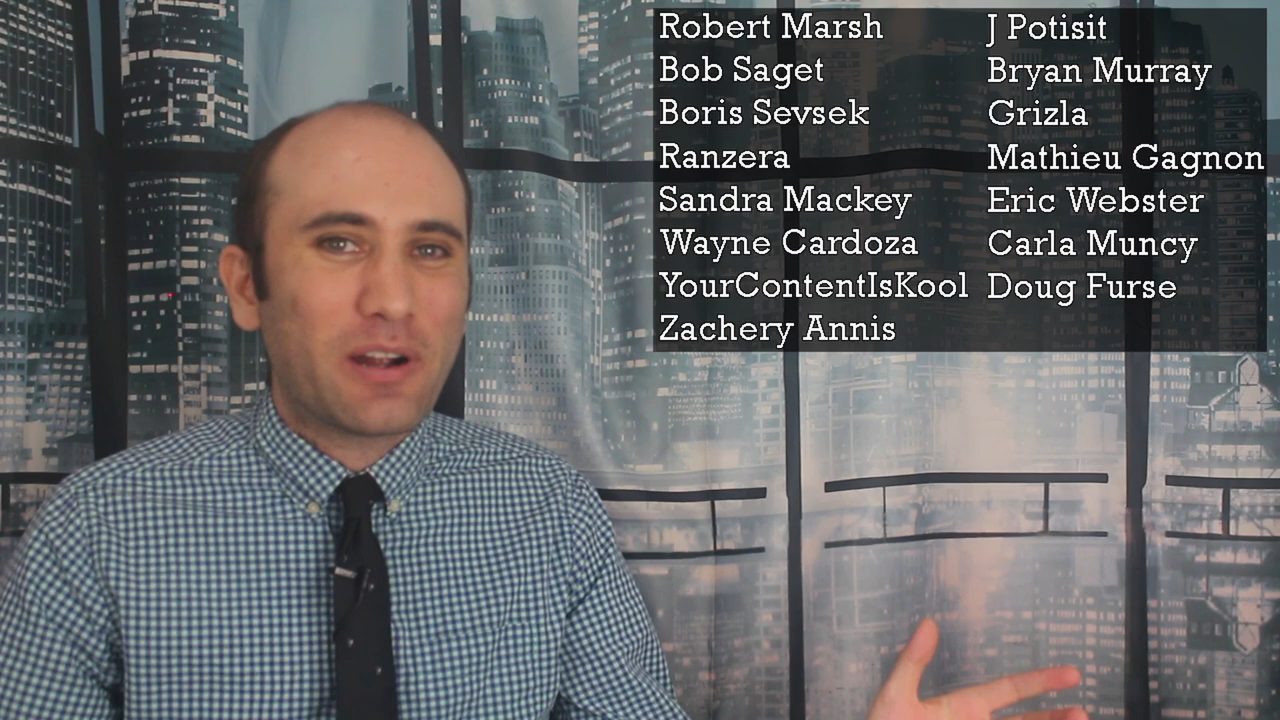 Robert Marsh
Bob Saget
Boris Sevsek
Ranzera
Sandra Mackey
Wayne Cardoza
YourContentIsKool
Zachery Annis
J Potisit
Bryan Murray
Grizla
Mathieu Gagnon
Eric Webster
Carla Muncy
Doug Furse